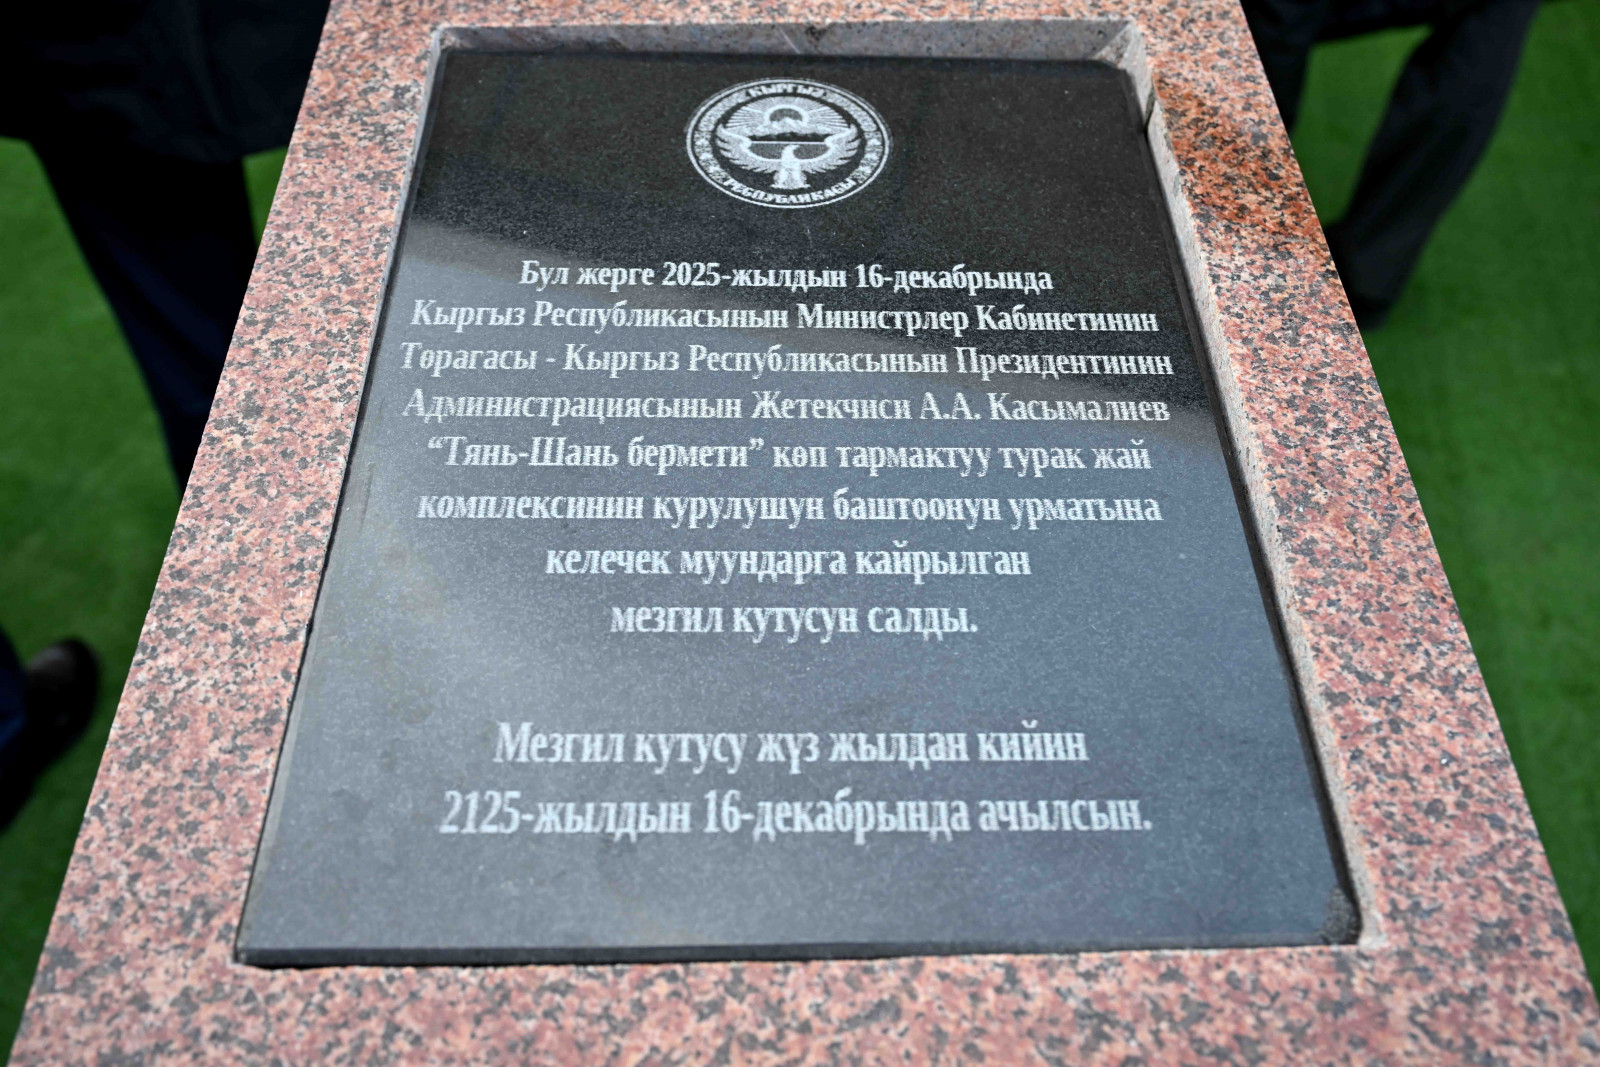 КЫРГЫЗ
РЕСПУБЛИКАСЫ
Бул жерге 2025-жылдын 16-декабрында
Кыргыз Республикасынын Министрлер Кабинетинин
Төрагасы - Кыргыз Республикасынын Президентинин
Администрациясынын Жетекчиси А.А. Касымалиев
“Тянь-Шань бермети” көп тармактуу турак жай
комплексинин курулушун баштоонун урматына
келечек муундарга кайрылган
мезгил кутусун салды.
Мезгил кутусу жүз жылдан кийин
2125-жылдын 16-декабрында ачылсын.